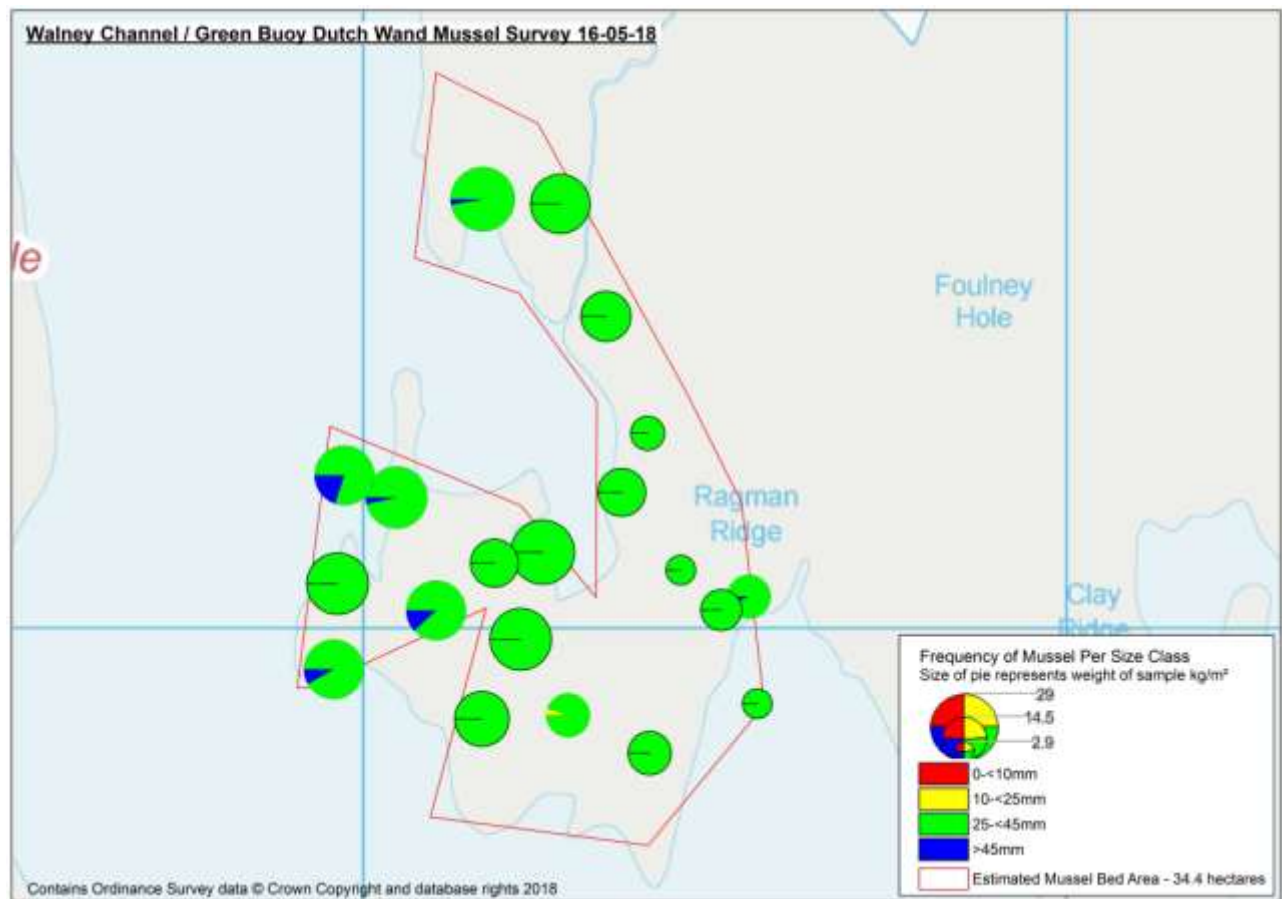 Walney Channel / Green Buoy Dutch Wand Mussel Survey 16-05-18
le
Foulney
Hole
Ragman
Ridge
Clay
Ridge
Frequency of Mussel Per Size Class
Size of pie represents weight of sample kg/m²
29
14.5
2.9
0-<10mm
10-<25mm
25-<45mm
>45mm
Estimated Mussel Bed Area - 34.4 hectares
Contains Ordinance Survey data © Crown Copyright and database rights 2018